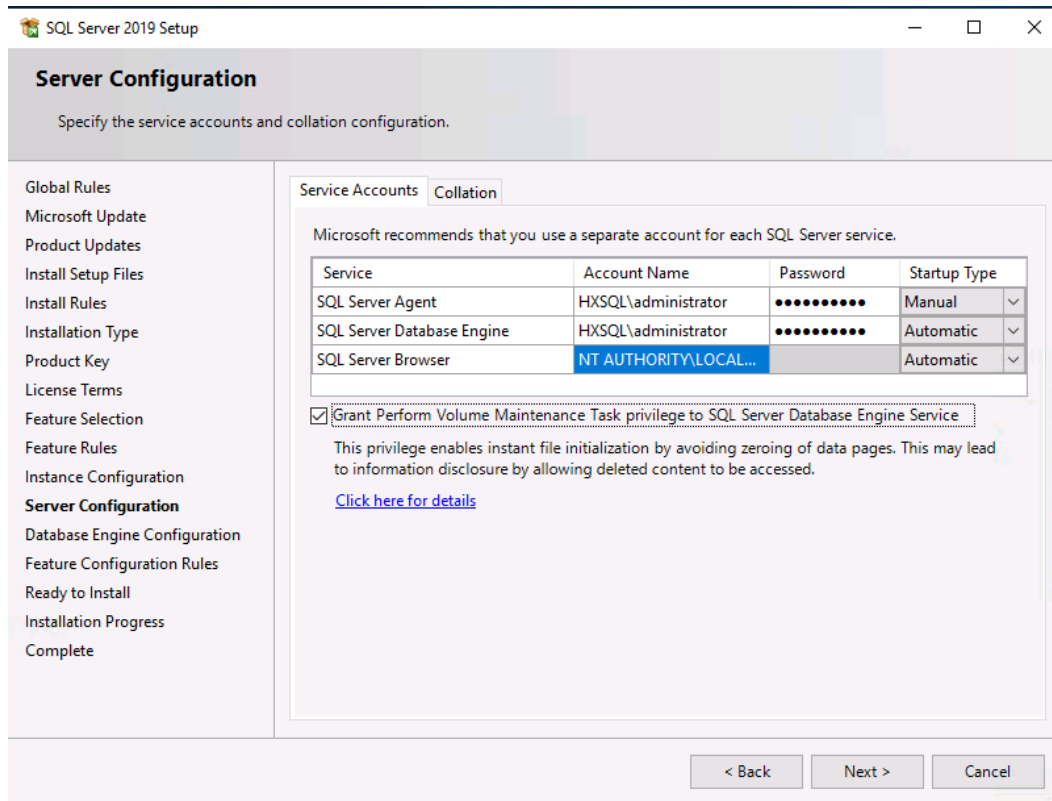 SQL Server 2019 Setup
Server Configuration
Specify the service accounts and collation configuration.
Global Rules
Microsoft Update
Product Updates
Install Setup Files
Install Rules
Installation Type
Product Key
License Terms
Feature Selection
Feature Rules
Instance Configuration
Server Configuration
Database Engine Configuration
Feature Configuration Rules
Ready to Install
Installation Progress
Complete
Service Accounts Collation
Microsoft recommends that you use a separate account for each SQL Server service.
Service Account Name Password Startup Type
SQL Server Agent HXSQL\administrator ●●●●●●●●●● Manual
SQL Server Database Engine HXSQL\administrator ●●●●●●●●●● Automatic
SQL Server Browser NT AUTHORITY\LOCAL... Automatic
Grant Perform Volume Maintenance Task privilege to SQL Server Database Engine Service
This privilege enables instant file initialization by avoiding zeroing of data pages. This may lead
to information disclosure by allowing deleted content to be accessed.
Click here for details
< Back Next > Cancel